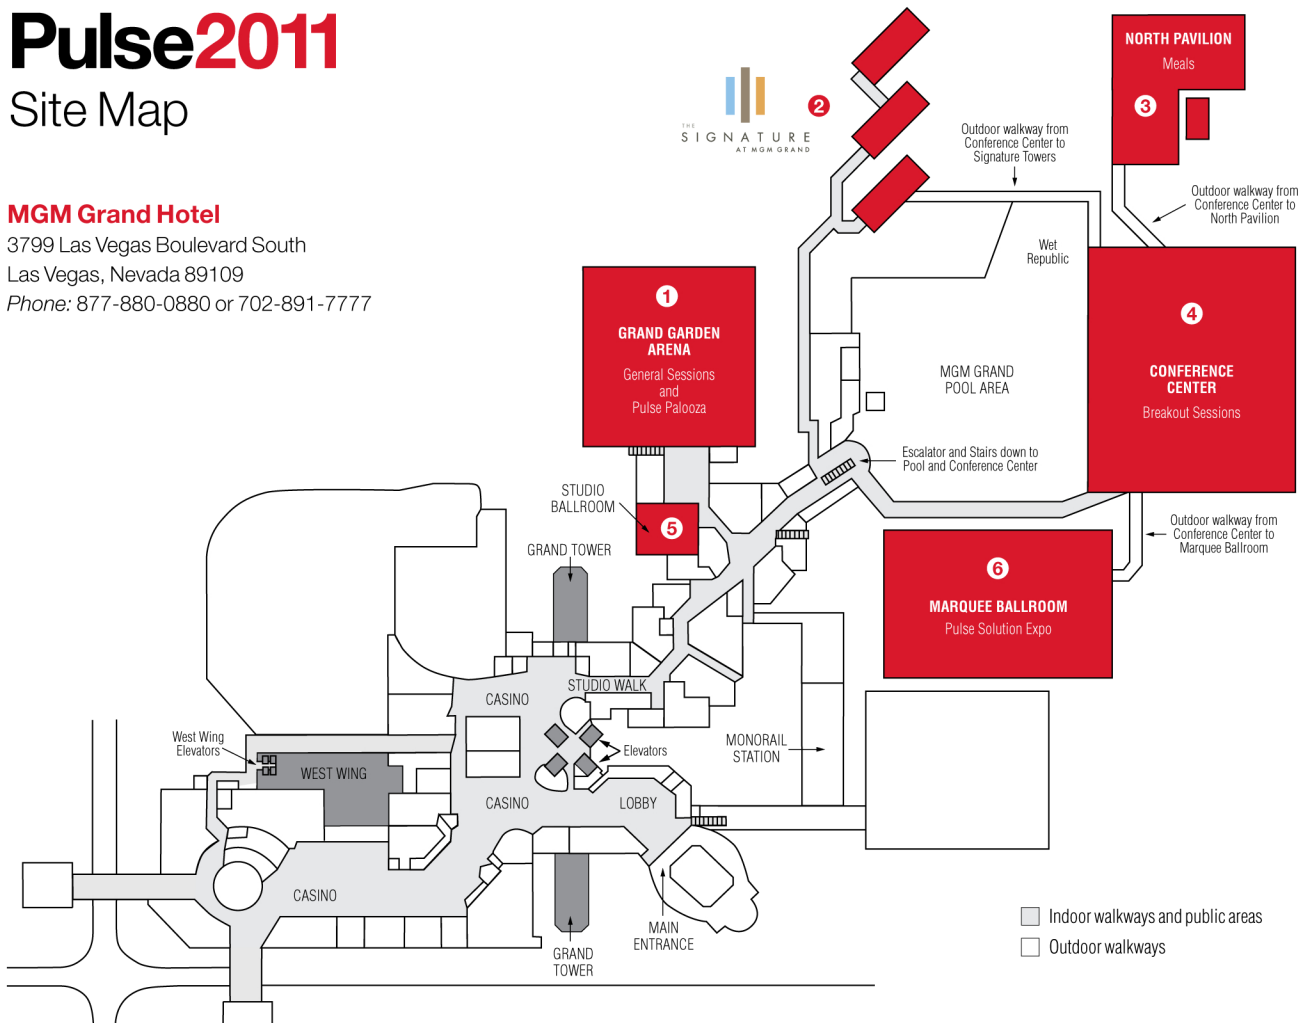 Pulse2011
Site Map
MGM Grand Hotel
3799 Las Vegas Boulevard South
Las Vegas, Nevada 89109
Phone: 877-880-0880 or 702-891-7777
THE
SIGNATURE
AT MGM GRAND
2
NORTH PAVILION
Meals
3
Outdoor walkway from
Conference Center to
Signature Towers
Outdoor walkway from
Conference Center to
North Pavilion
Wet
Republic
1
GRAND GARDEN
ARENA
General Sessions
and
Pulse Palooza
4
CONFERENCE
CENTER
Breakout Sessions
MGM GRAND
POOL AREA
Escalator and Stairs down to
Pool and Conference Center
STUDIO
BALLROOM
5
GRAND TOWER
Outdoor walkway from
Conference Center to
Marquee Ballroom
6
MARQUEE BALLROOM
Pulse Solution Expo
STUDIO WALK
CASINO
West Wing
Elevators
WEST WING
Elevators
MONORAIL
STATION
CASINO
LOBBY
CASINO
MAIN
ENTRANCE
GRAND
TOWER
Indoor walkways and public areas
Outdoor walkways